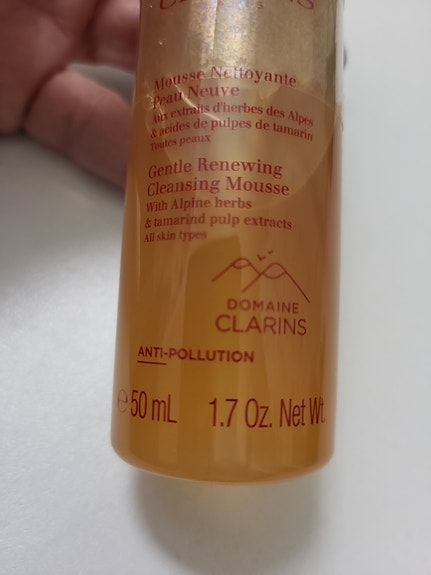 CLARINS
Mousse Nettoyante
Peau Neuve
Aux extraits d'herbes des Alpes
& acides de pulpes de tamarin
Toutes peaux
Gentle Renewing
Cleansing Mousse
With Alpine herbs
& tamarind pulp extracts
All skin types
DOMAINE
CLARINS
ANTI-POLLUTION
e 50 mL 1.7 Oz. Net Wt.